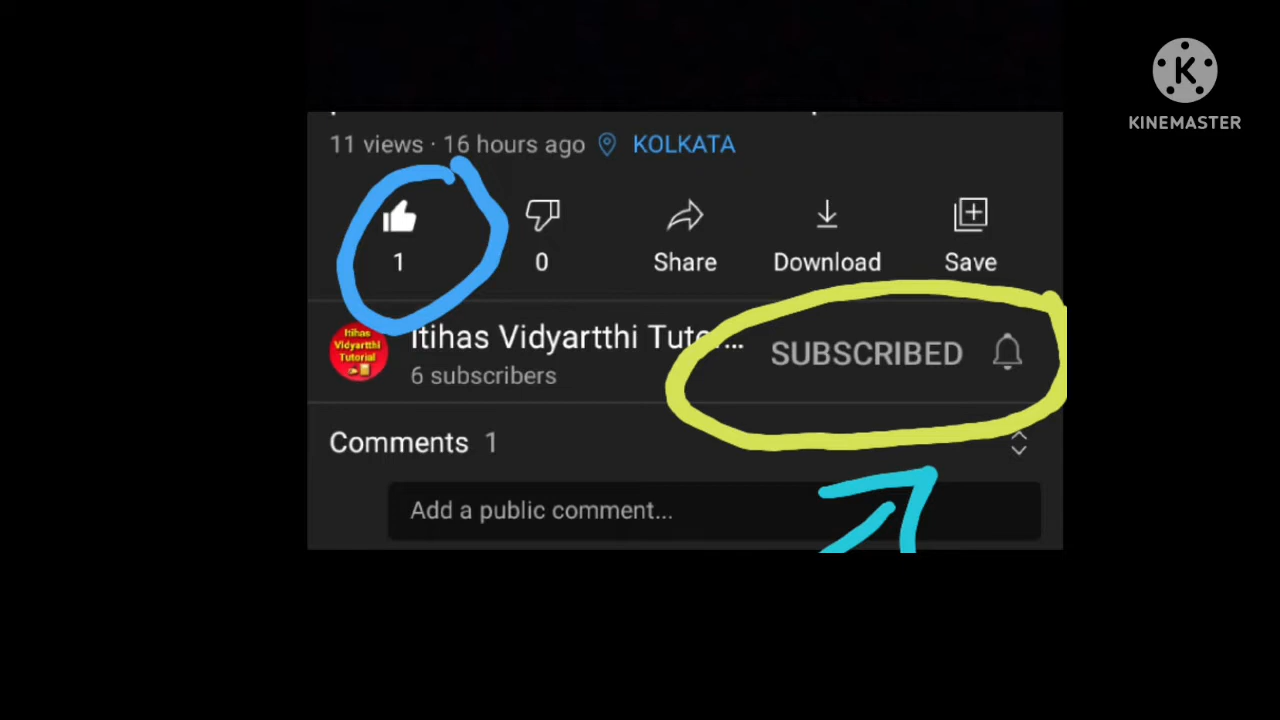 11 views · 16 hours ago KOLKATA
KINEMASTER
1 0 Share Download Save
Itihas Vidyartthi Tutor... SUBSCRIBED
6 subscribers
Itihas
Vidyartthi
Tutorial
Comments 1
Add a public comment...